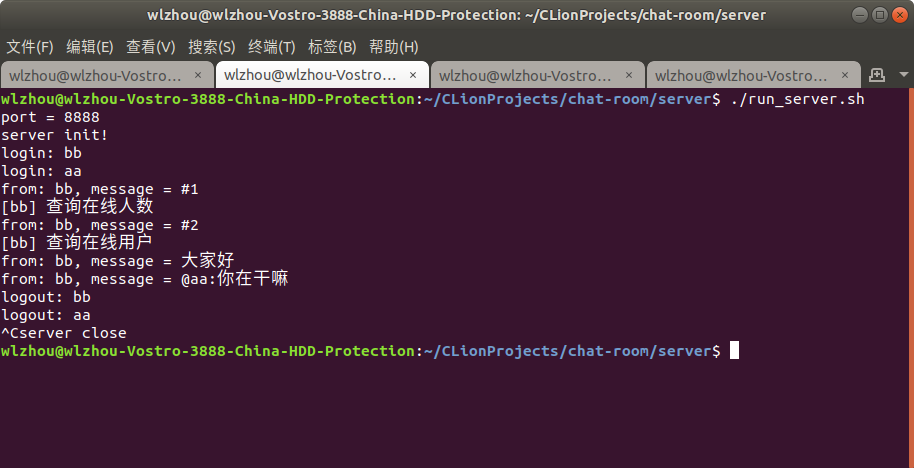 wlzhou@wlzhou-Vostro-3888-China-HDD-Protection: ~/CLionProjects/chat-room/server
文件(F) 编辑(E) 查看(V) 搜索(S) 终端(T) 标签(B) 帮助(H)
wlzhou@wlzhou-Vostro… × wlzhou@wlzhou-Vostro… × wlzhou@wlzhou-Vostro… × wlzhou@wlzhou-Vostro… ×
wlzhou@wlzhou-Vostro-3888-China-HDD-Protection:~/CLionProjects/chat-room/server$ ./run_server.sh
port = 8888
server init!
login: bb
login: aa
from: bb, message = #1
[bb] 查询在线人数
from: bb, message = #2
[bb] 查询在线用户
from: bb, message = 大家好
from: bb, message = @aa:你在干嘛
logout: bb
logout: aa
^Cserver close
wlzhou@wlzhou-Vostro-3888-China-HDD-Protection:~/CLionProjects/chat-room/server$